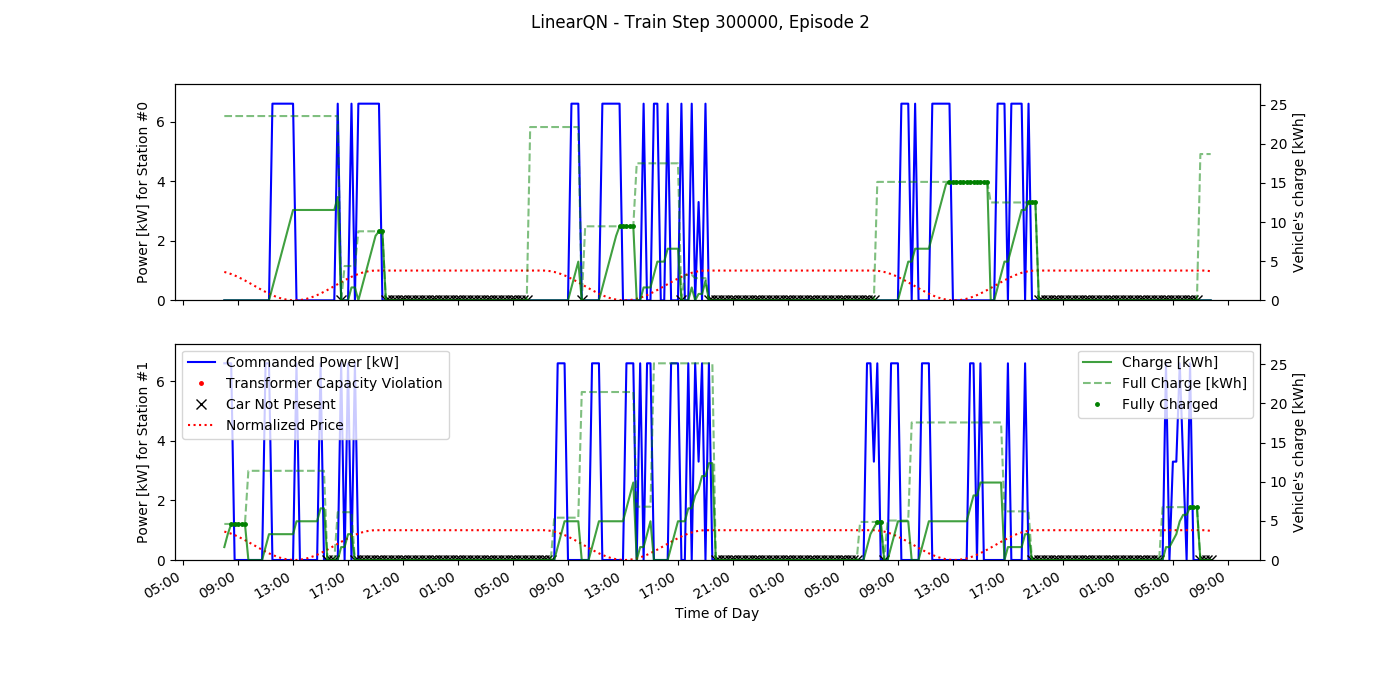 LinearQN - Train Step 300000, Episode 2
Power [kW] for Station #0
6
4
2
0
25
20
15
10
5
0
Vehicle's charge [kWh]
Power [kW] for Station #1
6
4
2
0
Commanded Power [kW]
Transformer Capacity Violation
Car Not Present
Normalized Price
Charge [kWh]
Full Charge [kWh]
Fully Charged
25
20
15
10
5
0
Vehicle's charge [kWh]
05:00 09:00 13:00 17:00 21:00 01:00 05:00 09:00 13:00 17:00 21:00 01:00 05:00 09:00 13:00 17:00 21:00 01:00 05:00 09:00
Time of Day